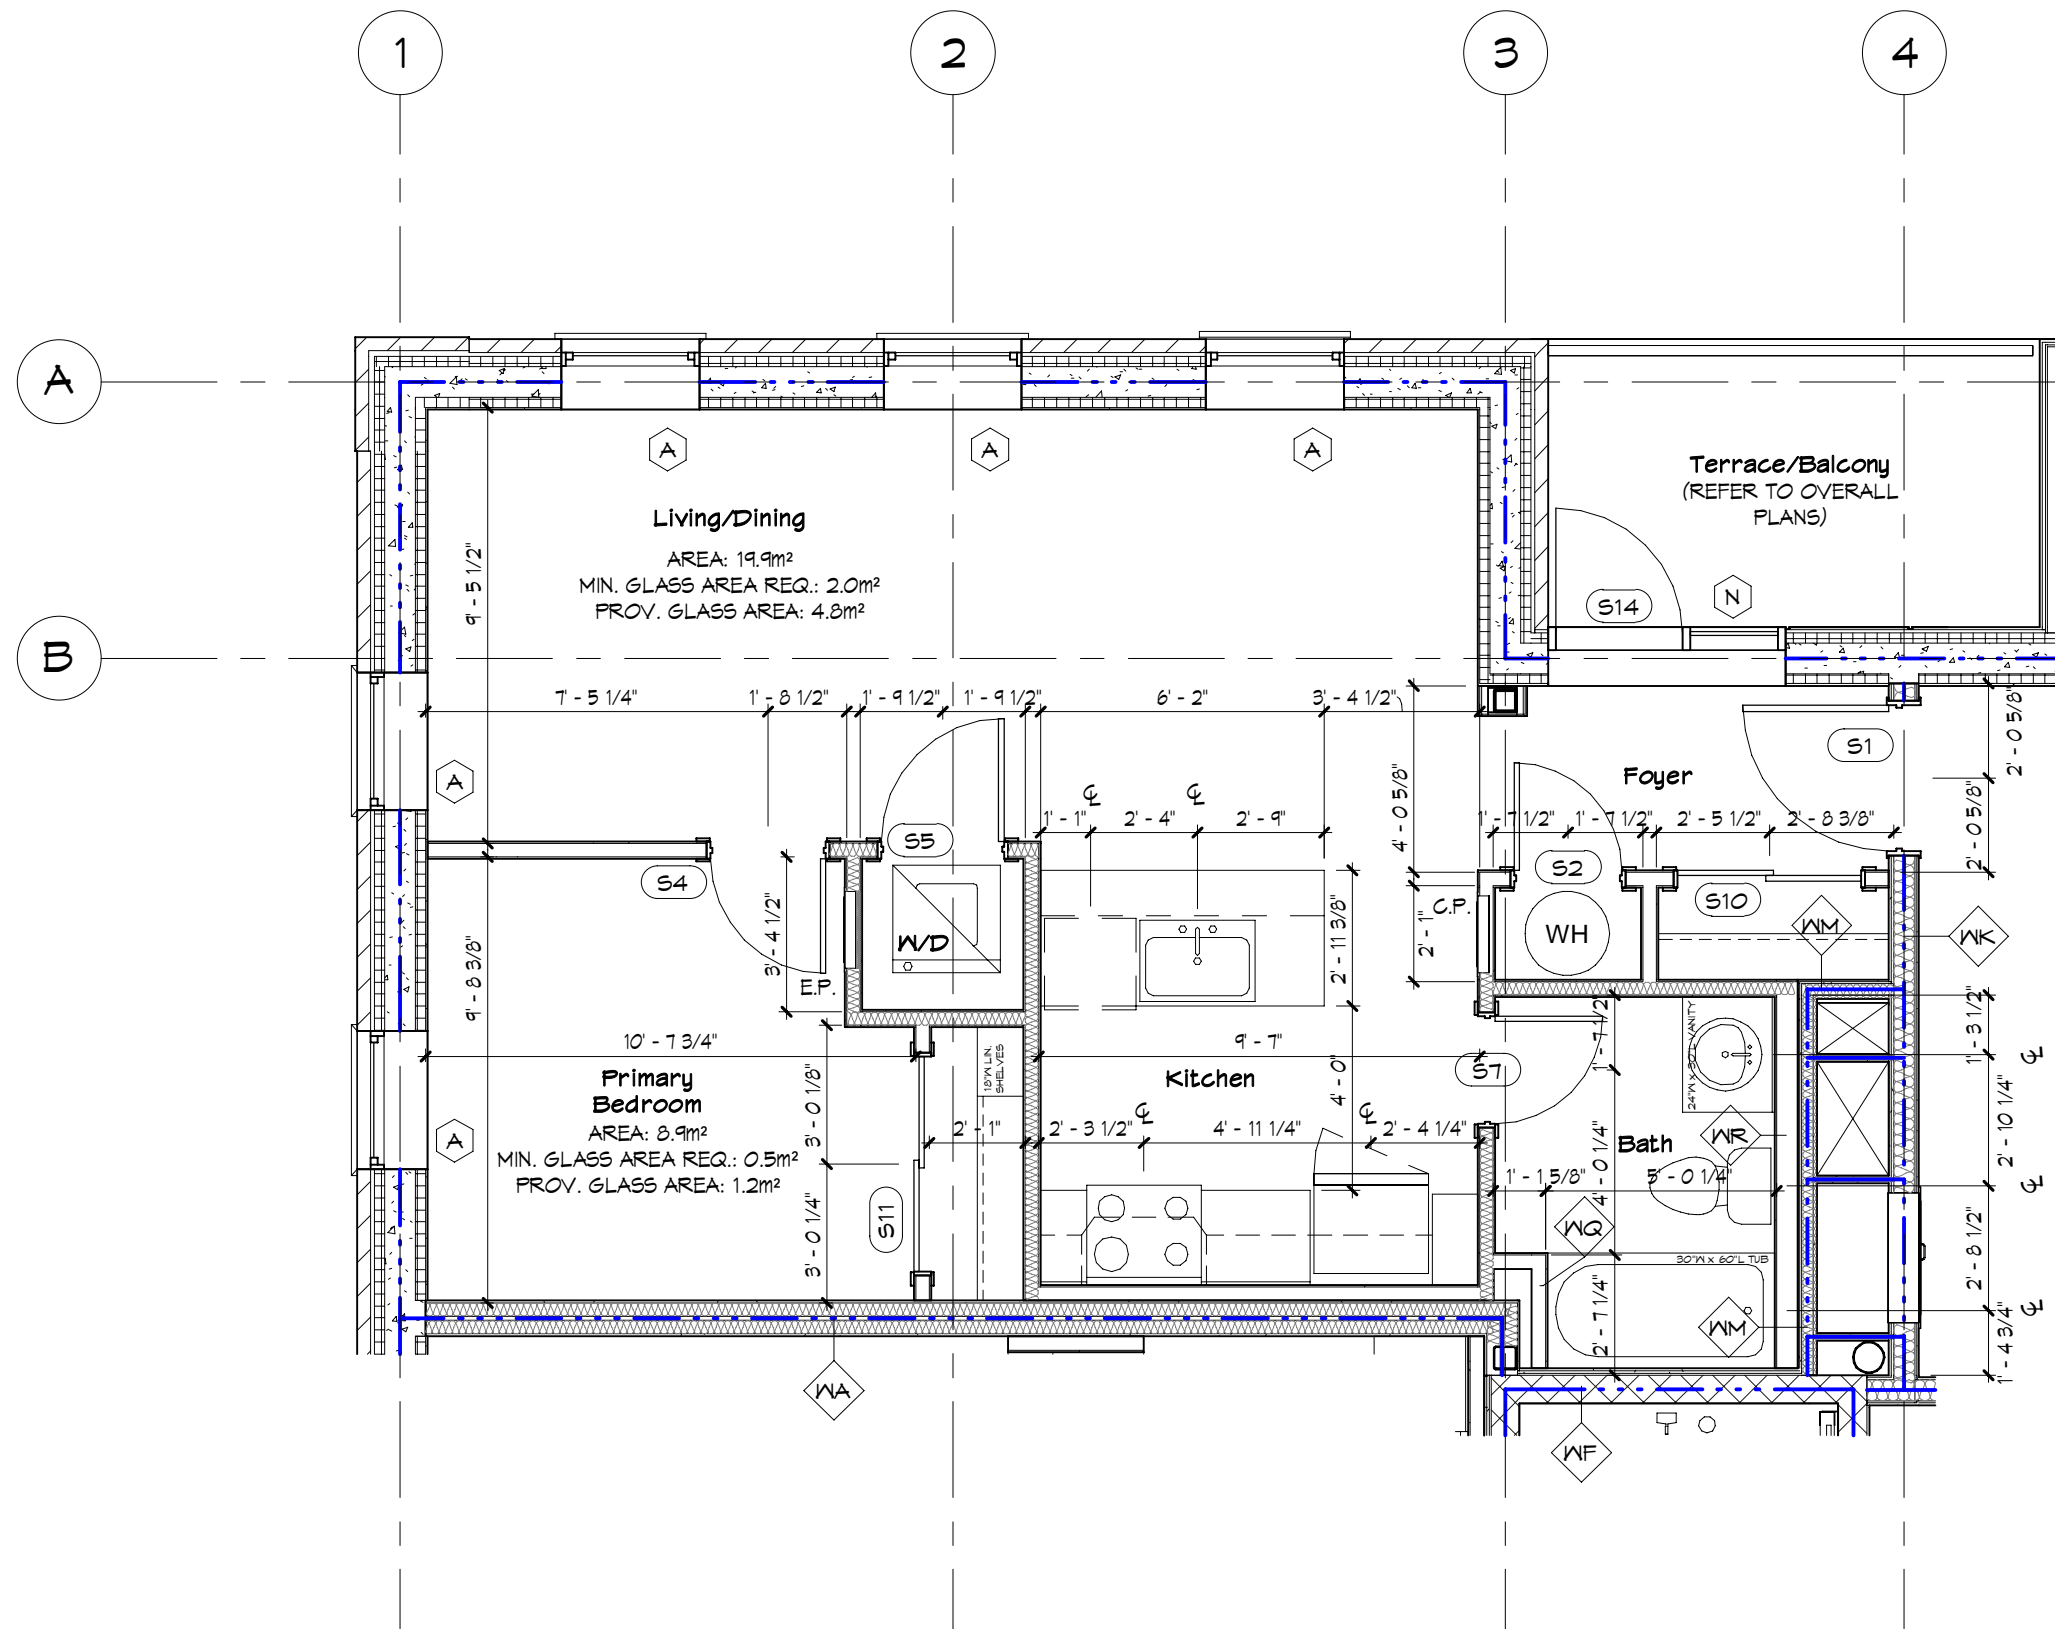 1
2
3
4
A
B
A
A
A
Living/Dining
AREA: 19.9m²
MIN. GLASS AREA REQ.: 2.0m²
PROV. GLASS AREA: 4.8m²
Terrace/Balcony
(REFER TO OVERALL
PLANS)
S14
N
9' - 5 1/2"
7' - 5 1/4"
1' - 8 1/2"
1' - 9 1/2"
1' - 9 1/2"
6' - 2"
3' - 4 1/2"
2' - 0 5/8"
S1
A
Foyer
4' - 0 5/8"
℄
℄
1' - 1"
2' - 4"
2' - 9"
1' - 7 1/2"
1' - 7 1/2"
2' - 5 1/2"
2' - 8 3/8"
2' - 0 5/8"
S5
S4
S2
S10
C.P.
2' - 1"
WH
WM
WK
3' - 4 1/2"
W/D
2' - 11 3/8"
E.P.
9' - 8 3/8"
10' - 7 3/4"
18"W LIN.
SHELVES
9' - 7"
1' - 7 1/2"
24"W x 30"L VANITY
1' - 3 1/2"
℄
Primary
Bedroom
AREA: 8.9m²
MIN. GLASS AREA REQ.: 0.5m²
PROV. GLASS AREA: 1.2m²
A
3' - 0 1/8"
Kitchen
4' - 0"
S7
℄
℄
2' - 1"
2' - 3 1/2"
4' - 11 1/4"
2' - 4 1/4"
Bath
WR
2' - 10 1/4"
1' - 1 5/8"
4' - 0 1/4"
5' - 0 1/4"
℄
S11
WQ
3' - 0 1/4"
30"W x 60"L TUB
2' - 8 1/2"
2' - 7 1/4"
WM
℄
1' - 4 3/4"
WA
WF